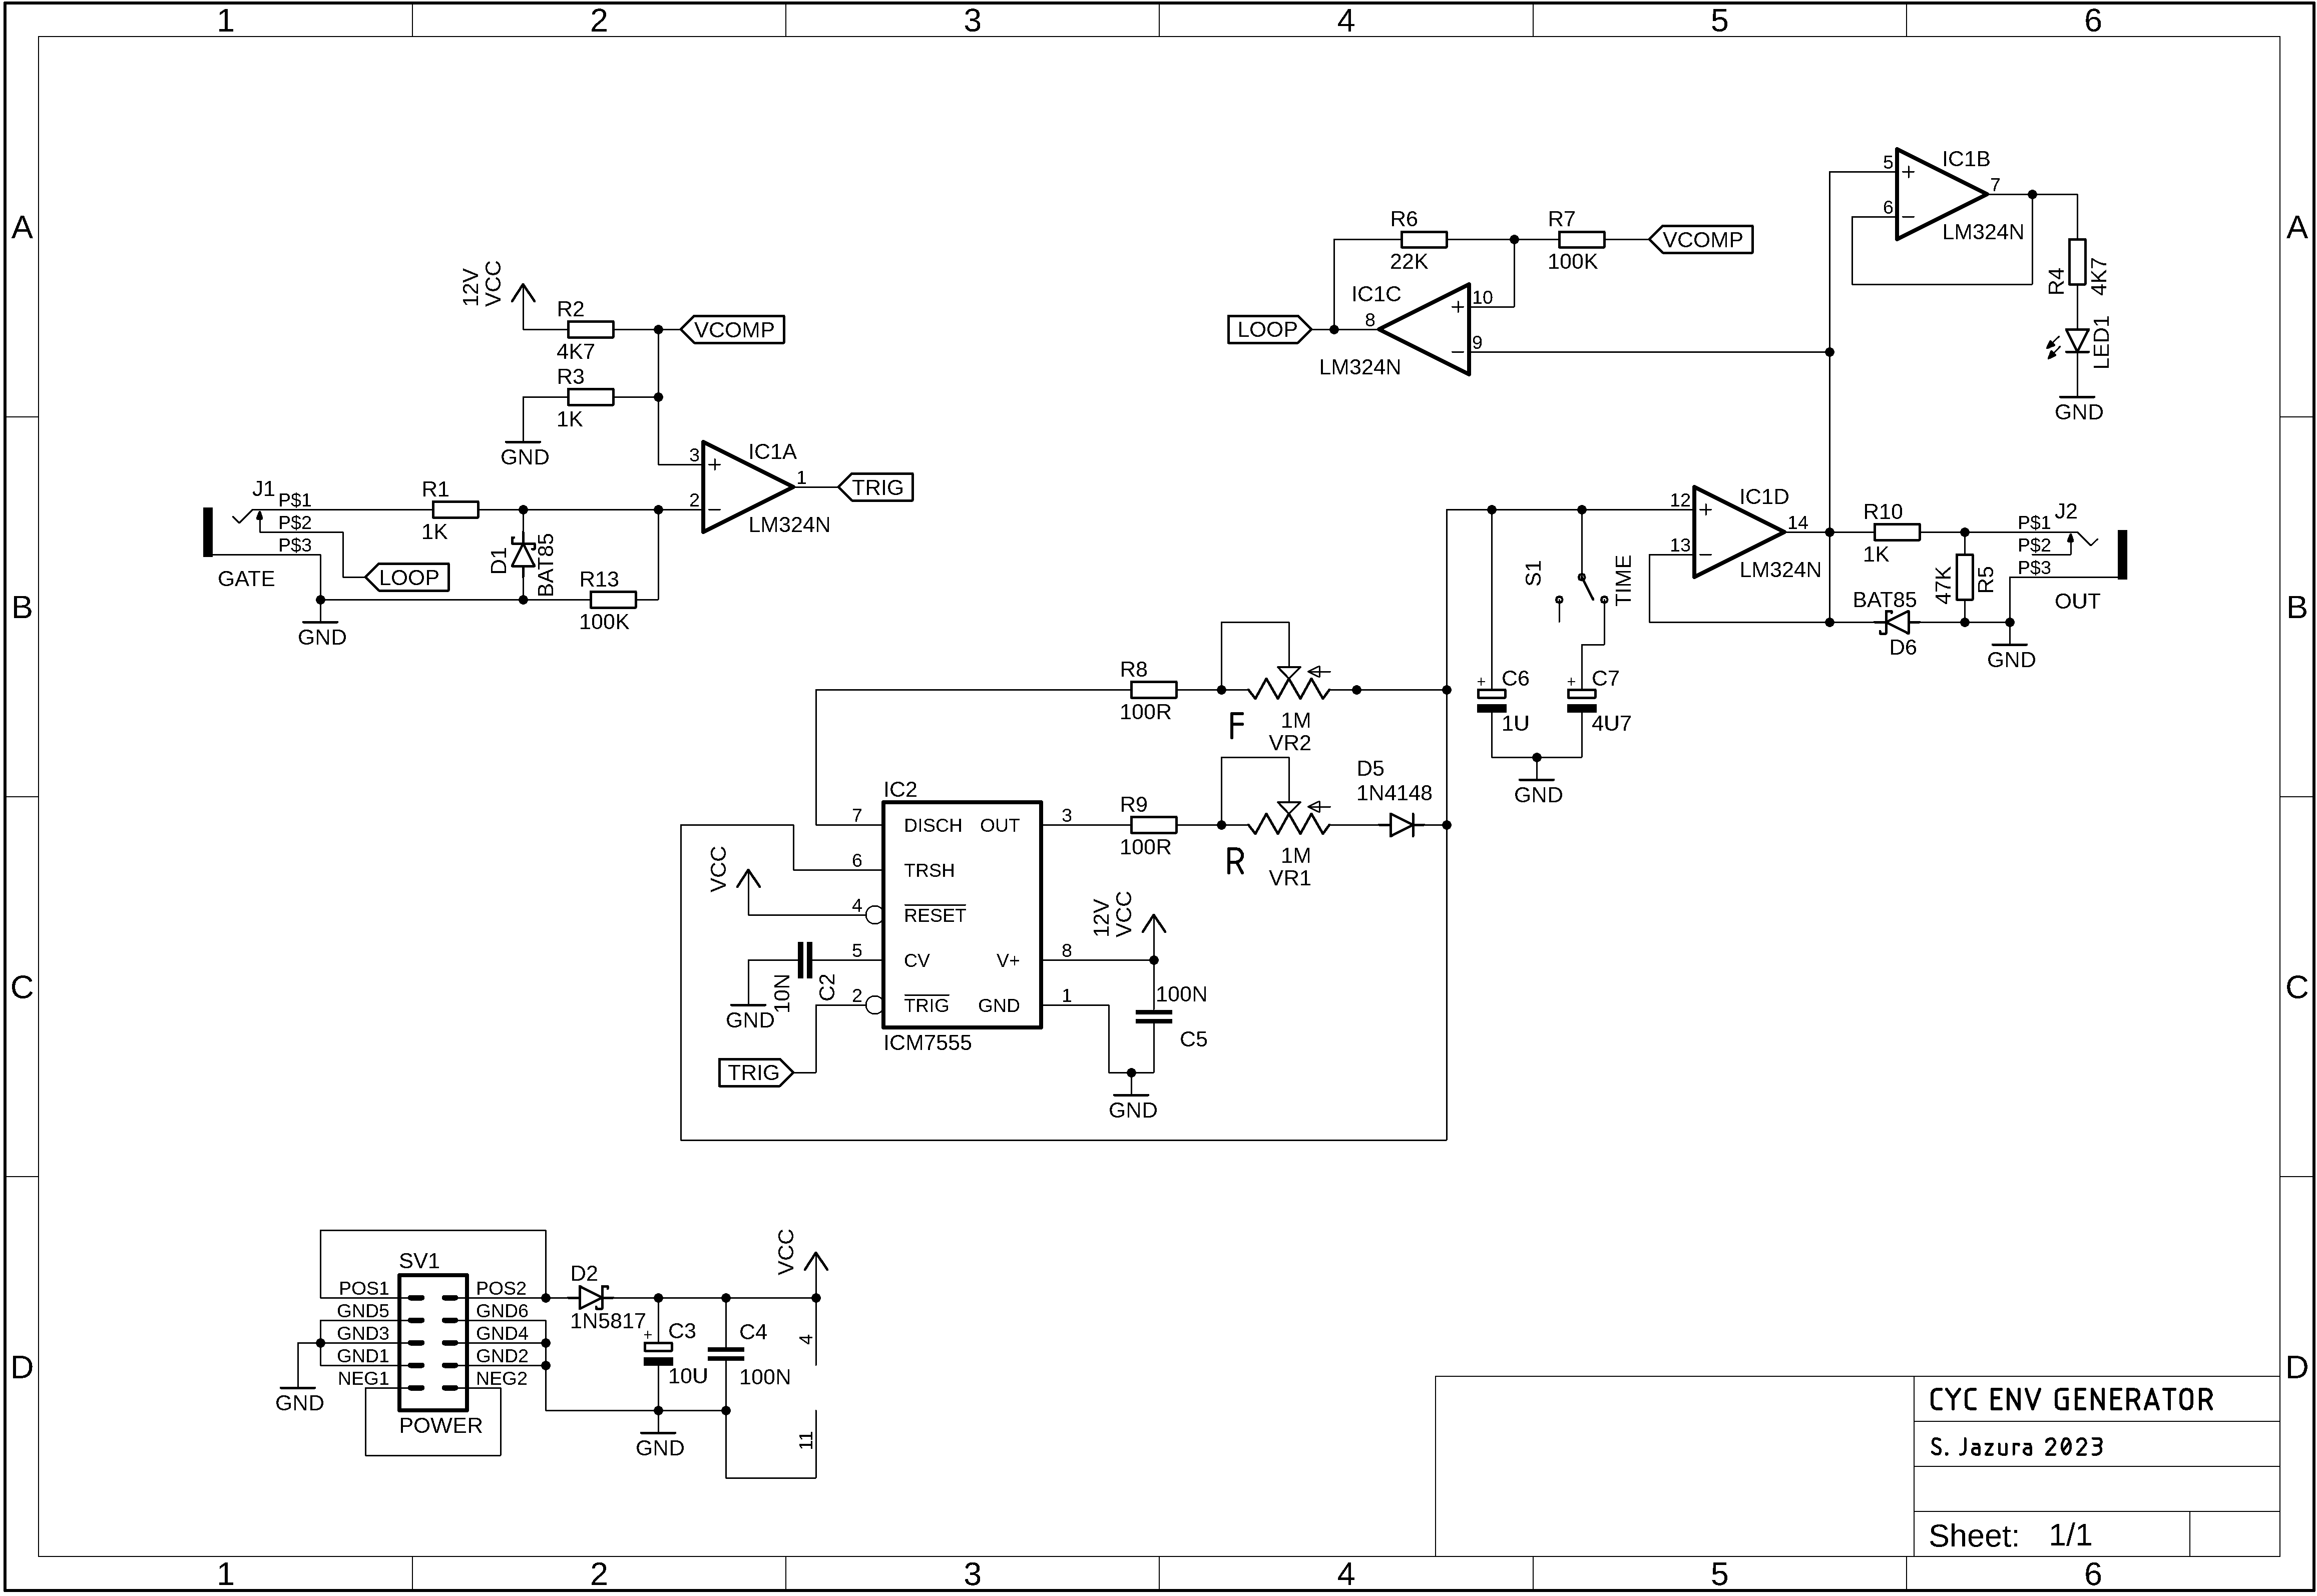 1 2 3 4 5 6
A A
IC1B
5
7
6
LM324N
R6 R7
VCOMP
22K 100K
R4
4K7
12V
VCC
IC1C
10
8
9
LOOP
LM324N
LED1
GND
R2
VCOMP
4K7
R3
1K
GND
IC1A
3
1
2
TRIG
LM324N
J1
P$1
P$2
P$3
R1
1K
D1
BAT85
LOOP
GATE
R13
100K
GND
B B
S1
TIME
12
IC1D
14
13
LM324N
R10
1K
J2
P$1
P$2
P$3
47K
R5
OUT
BAT85
D6
GND
R8
100R
F
1M
VR2
+
C6
1U
+
C7
4U7
GND
D5
1N4148
IC2
7 DISCH OUT 3
R9
100R
R
1M
VR1
VCC
6 TRSH
4 RESET
12V
VCC
5 CV V+ 8
10N
C2
GND
2 TRIG GND 1
100N
C5
ICM7555
TRIG
GND
C C
VCC
SV1
D2
POS1 POS2
GND5 GND6
1N5817
GND3 GND4
GND1 GND2
NEG1 NEG2
+
C3
10U
C4
100N
4
GND
POWER
GND
11
D D
CYC ENV GENERATOR
S. Jazura 2023
Sheet: 1/1
1 2 3 4 5 6